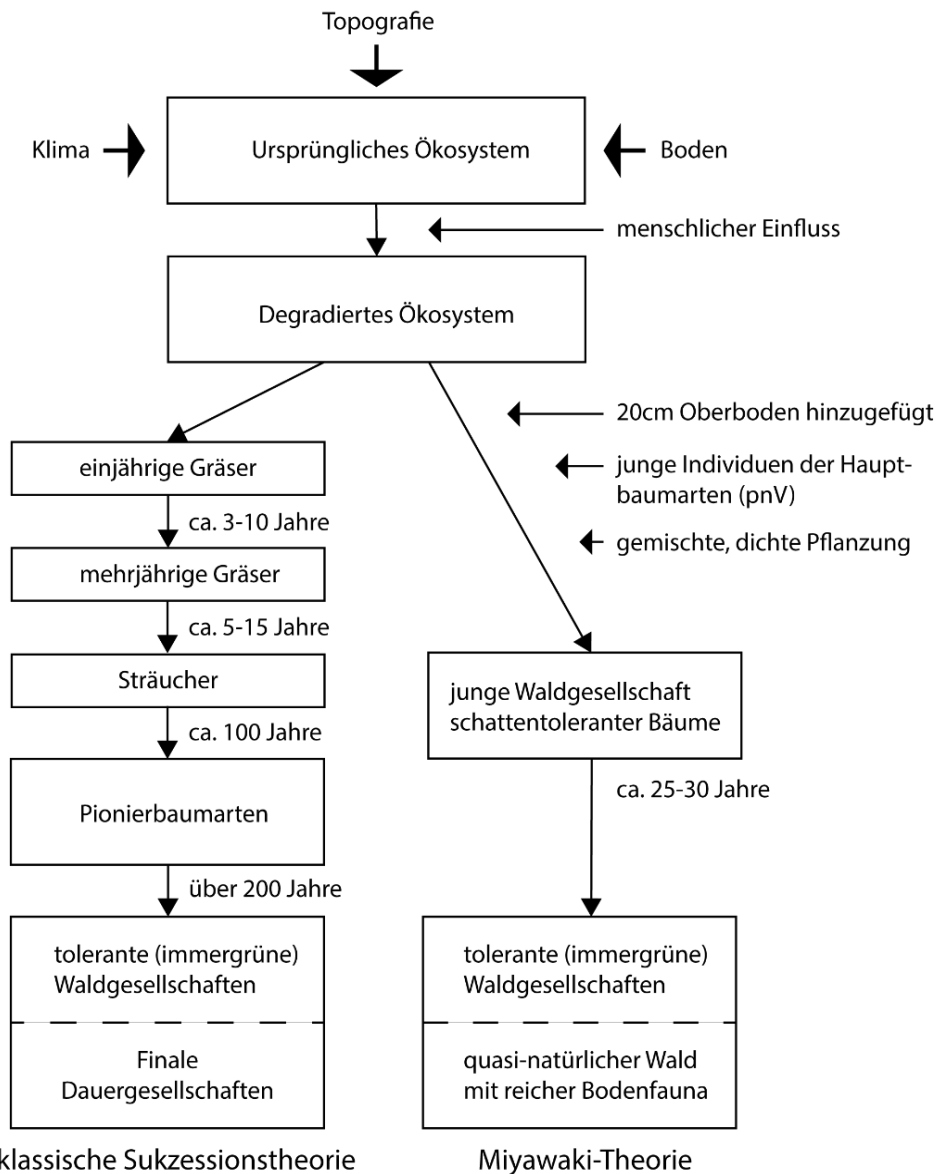 Topografie
Klima
Ursprüngliches Ökosystem
Boden
menschlicher Einfluss
Degradiertes Ökosystem
20cm Oberboden hinzugefügt
junge Individuen der Haupt-
baumarten (pnV)
gemischte, dichte Pflanzung
einjährige Gräser
ca. 3-10 Jahre
mehrjährige Gräser
ca. 5-15 Jahre
Sträucher
ca. 100 Jahre
Pionierbaumarten
über 200 Jahre
tolerante (immergrüne)
Waldgesellschaften
Finale
Dauergesellschaften
klassische Sukzessionstheorie
junge Waldgesellschaft
schattentoleranter Bäume
ca. 25-30 Jahre
tolerante (immergrüne)
Waldgesellschaften
quasi-natürlicher Wald
mit reicher Bodenfauna
Miyawaki-Theorie